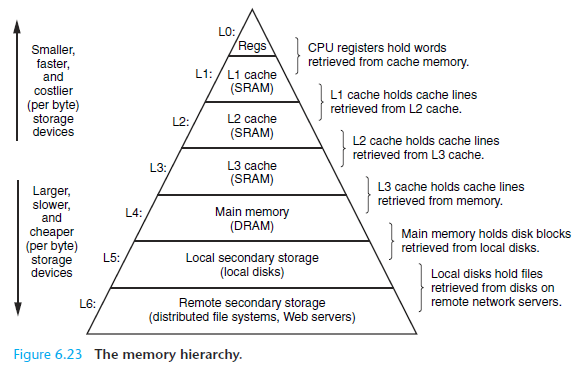 Smaller,
faster,
and
costlier
(per byte)
storage
devices
Larger,
slower,
and
cheaper
(per byte)
storage
devices
L0:
Regs
CPU registers hold words
retrieved from cache memory.
L1:
L1 cache
(SRAM)
L1 cache holds cache lines
retrieved from L2 cache.
L2:
L2 cache
(SRAM)
L2 cache holds cache lines
retrieved from L3 cache.
L3:
L3 cache
(SRAM)
L3 cache holds cache lines
retrieved from memory.
L4:
Main memory
(DRAM)
Main memory holds disk blocks
retrieved from local disks.
L5:
Local secondary storage
(local disks)
Local disks hold files
retrieved from disks on
remote network servers.
L6:
Remote secondary storage
(distributed file systems, Web servers)
Figure 6.23 The memory hierarchy.